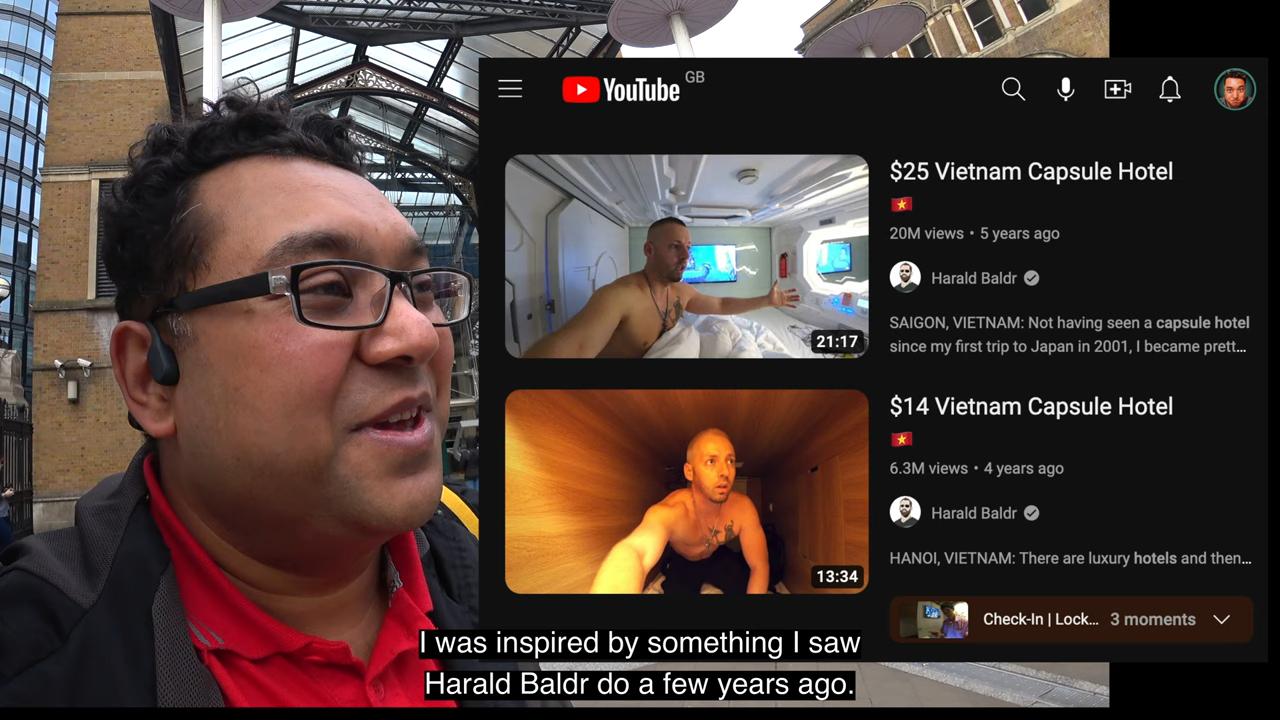 YouTube GB
$25 Vietnam Capsule Hotel
20M views • 5 years ago
Harald Baldr
SAIGON, VIETNAM: Not having seen a capsule hotel
since my first trip to Japan in 2001, I became prett...
21:17
$14 Vietnam Capsule Hotel
6.3M views • 4 years ago
Harald Baldr
HANOI, VIETNAM: There are luxury hotels and then...
13:34
Check-In | Lock... 3 moments
I was inspired by something I saw
Harald Baldr do a few years ago.